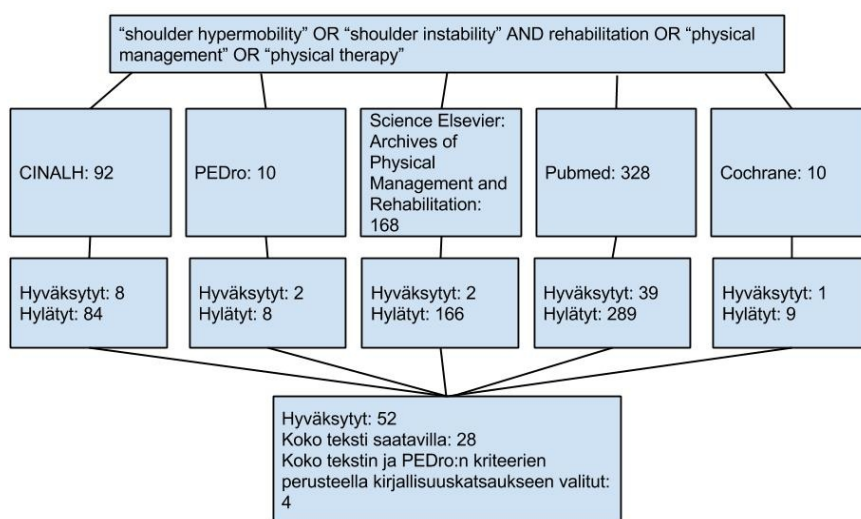 “shoulder hypermobility” OR “shoulder instability” AND rehabilitation OR “physical
management” OR “physical therapy”
CINALH: 92
PEDro: 10
Science Elsevier:
Archives of
Physical
Management and
Rehabilitation:
168
Pubmed: 328
Cochrane: 10
Hyväksytyt: 8
Hylätyt: 84
Hyväksytyt: 2
Hylätyt: 8
Hyväksytyt: 2
Hylätyt: 166
Hyväksytyt: 39
Hylätyt: 289
Hyväksytyt: 1
Hylätyt: 9
Hyväksytyt: 52
Koko teksti saatavilla: 28
Koko tekstin ja PEDro:n kriteerien
perusteella kirjallisuuskatsaukseen valitut:
4